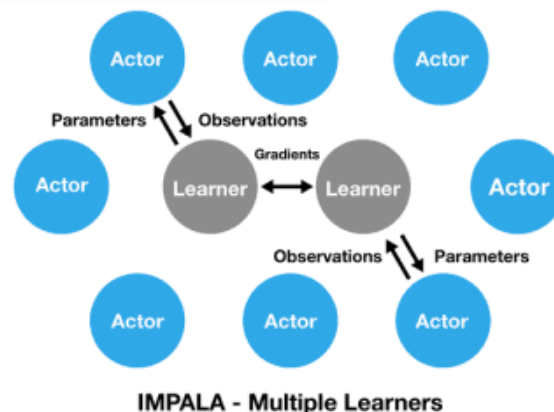 Actor
Actor
Actor
Parameters
Observations
Gradients
Actor
Learner
Learner
Actor
Observations
Parameters
Actor
Actor
Actor
IMPALA - Multiple Learners